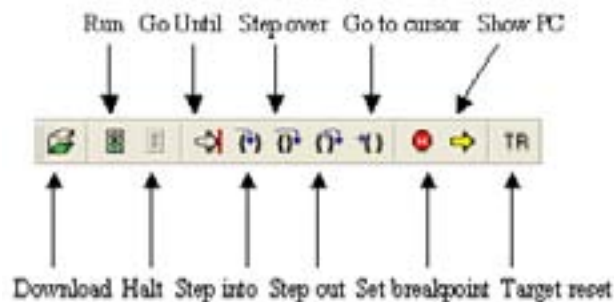 Run Go Until Step over Go to cursor Show PC
TR
Download Halt Step into Step out Set breakpoint Target reset